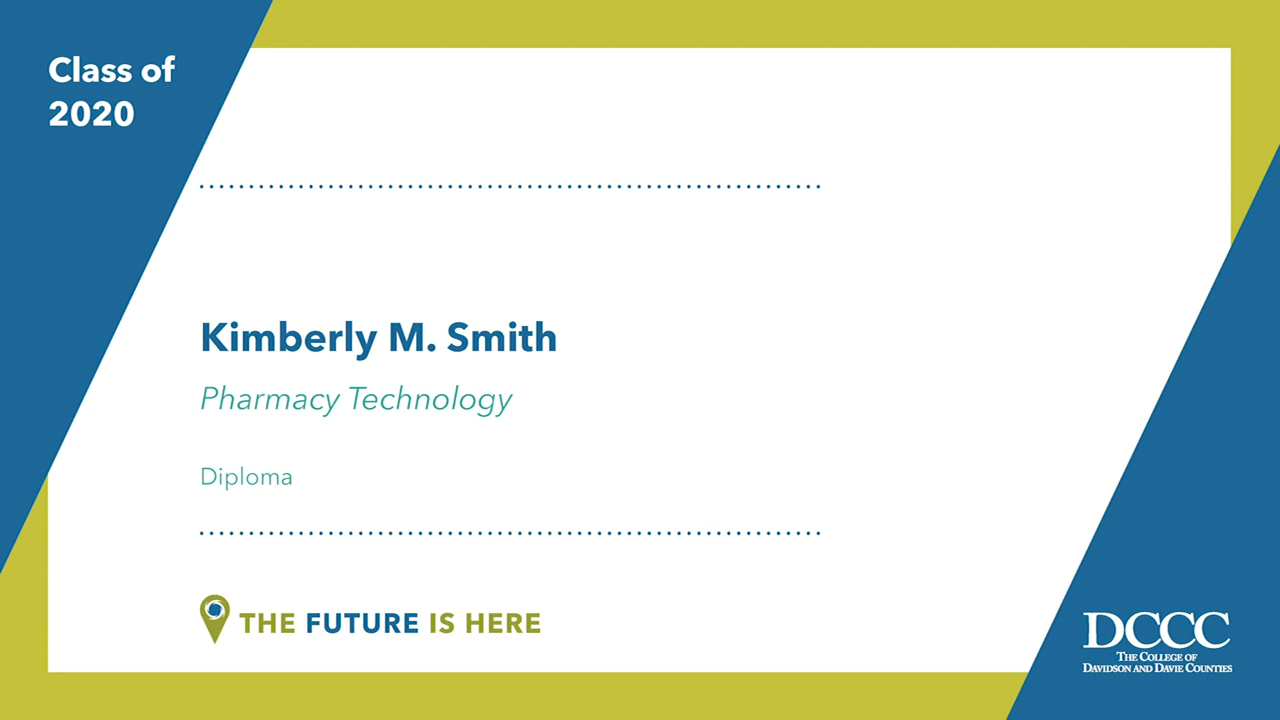 Class of
2020
Kimberly M. Smith
Pharmacy Technology
Diploma
THE FUTURE IS HERE
DCCC
THE COLLEGE OF
DAVIDSON AND DAVIE COUNTIES